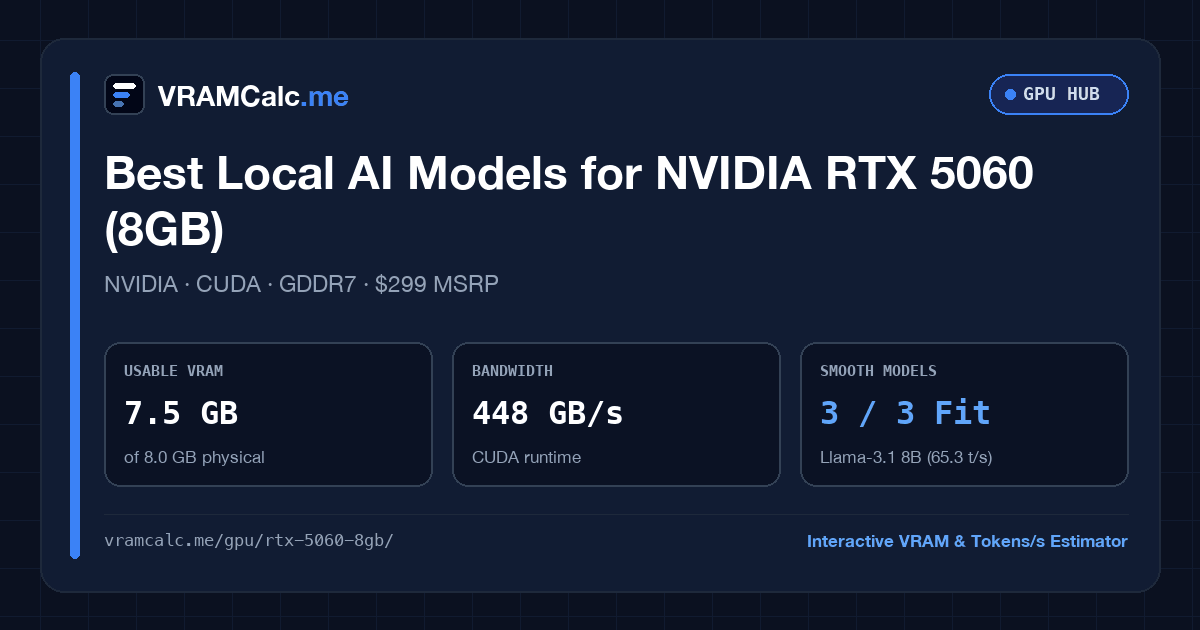 VRAMCalc.me
GPU HUB
Best Local AI Models for NVIDIA RTX 5060
(8GB)
NVIDIA · CUDA · GDDR7 · $299 MSRP
USABLE VRAM
7.5 GB
of 8.0 GB physical
BANDWIDTH
448 GB/s
CUDA runtime
SMOOTH MODELS
3 / 3 Fit
Llama-3.1 8B (65.3 t/s)
vramcalc.me/gpu/rtx-5060-8gb/
Interactive VRAM & Tokens/s Estimator